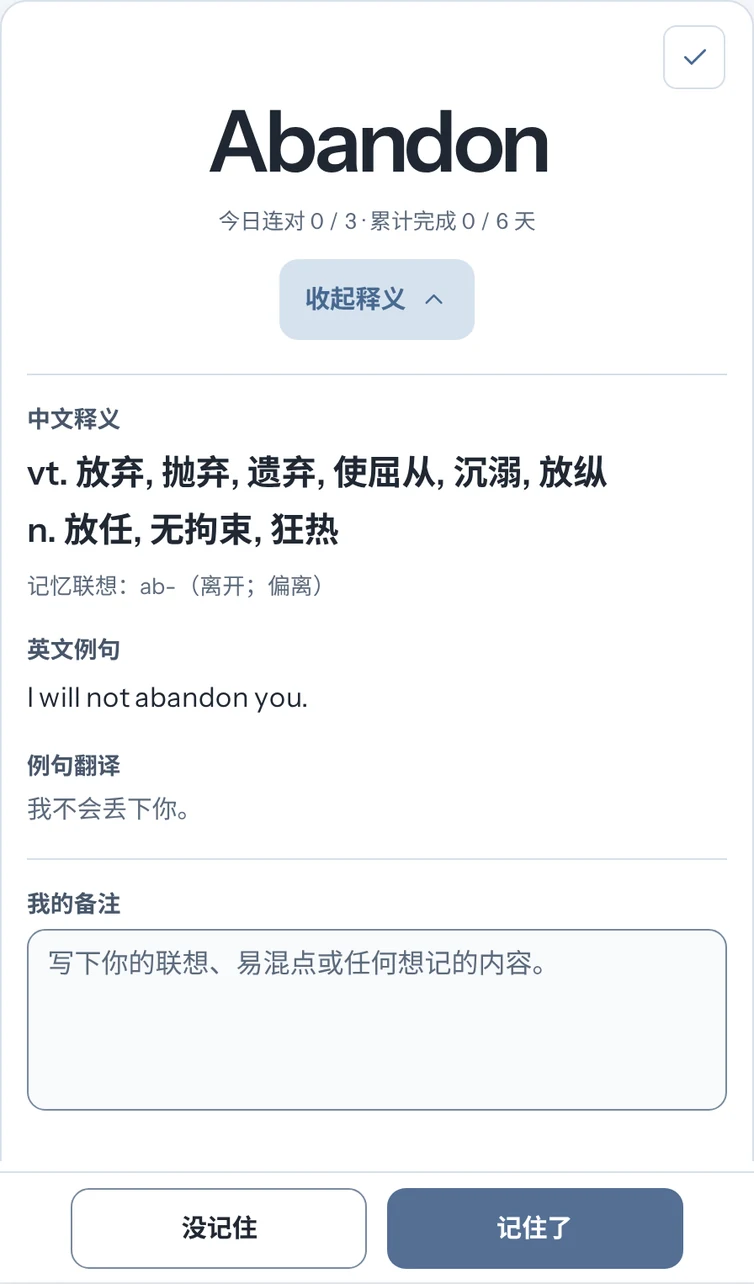 Abandon
今日连对 0 / 3 · 累计完成 0 / 6 天
收起释义
中文释义
vt. 放弃, 抛弃, 遗弃, 使屈从, 沉溺, 放纵
n. 放任, 无拘束, 狂热
记忆联想：ab-（离开；偏离）
英文例句
I will not abandon you.
例句翻译
我不会丢下你。
我的备注
写下你的联想、易混点或任何想记的内容。
没记住
记住了